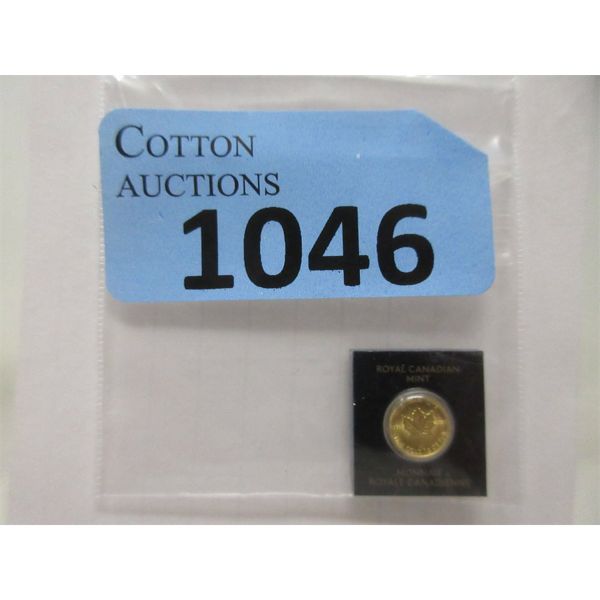 COTTON
AUCTIONS
1046
ROYAL CANADIAN
MINT
MONNAIE
ROYALE CANADIENNE